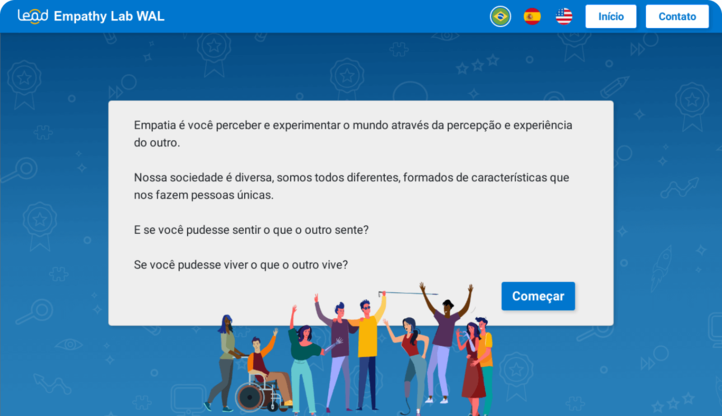 Lead Empathy Lab WAL
Início
Contato
Empatia é você perceber e experimentar o mundo através da percepção e experiência
do outro.
Nossa sociedade é diversa, somos todos diferentes, formados de características que
nos fazem pessoas únicas.
E se você pudesse sentir o que o outro sente?
Se você pudesse viver o que o outro vive?
Começar